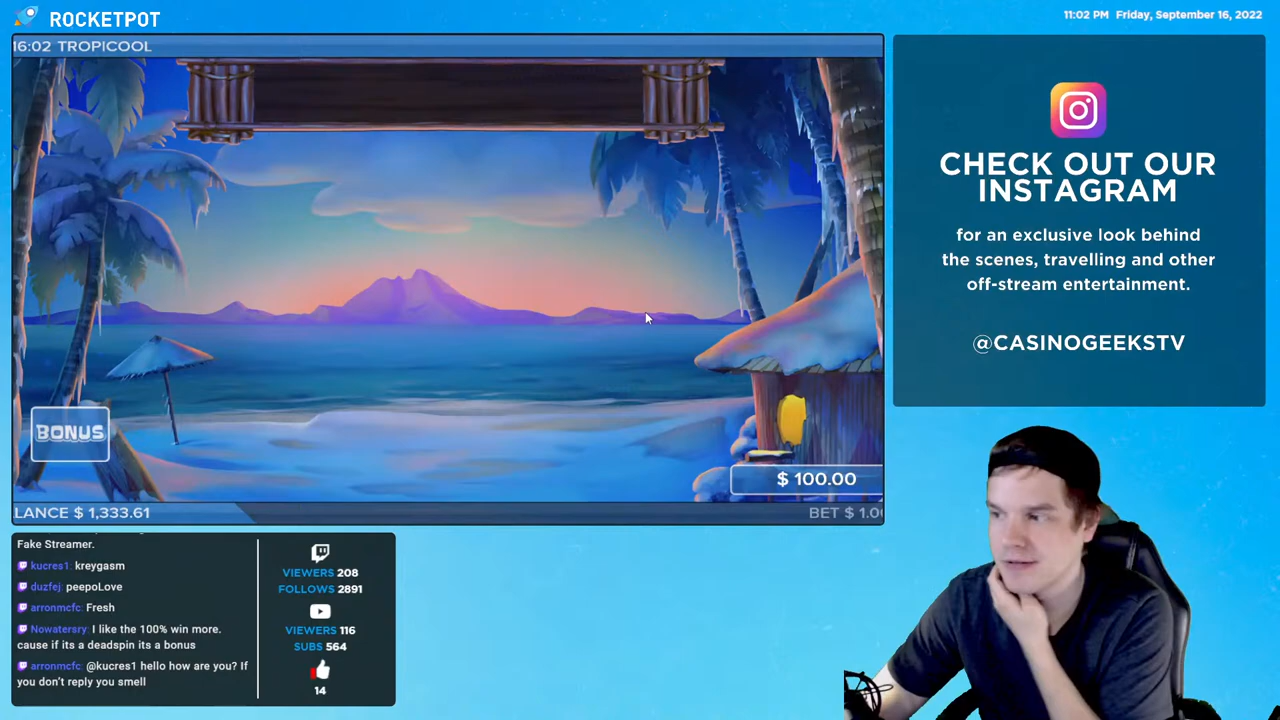 ROCKETPOT
11:02 PM Friday, September 16, 2022
16:02 TROPICOOL
BONUS
$ 100.00
LANCE $ 1,333.61
BET $ 1.0
CHECK OUT OUR
INSTAGRAM
for an exclusive look behind
the scenes, travelling and other
off-stream entertainment.
@CASINOGEEKSTV
Fake Streamer.
kucres1: kreygasm
duzfej: peepoLove
arronmcfc: Fresh
Nowatersry: I like the 100% win more.
cause if its a deadspin its a bonus
arronmcfc: @kucres1 hello how are you? If
you don't reply you smell
VIEWERS 208
FOLLOWS 2891
VIEWERS 116
SUBS 564
14